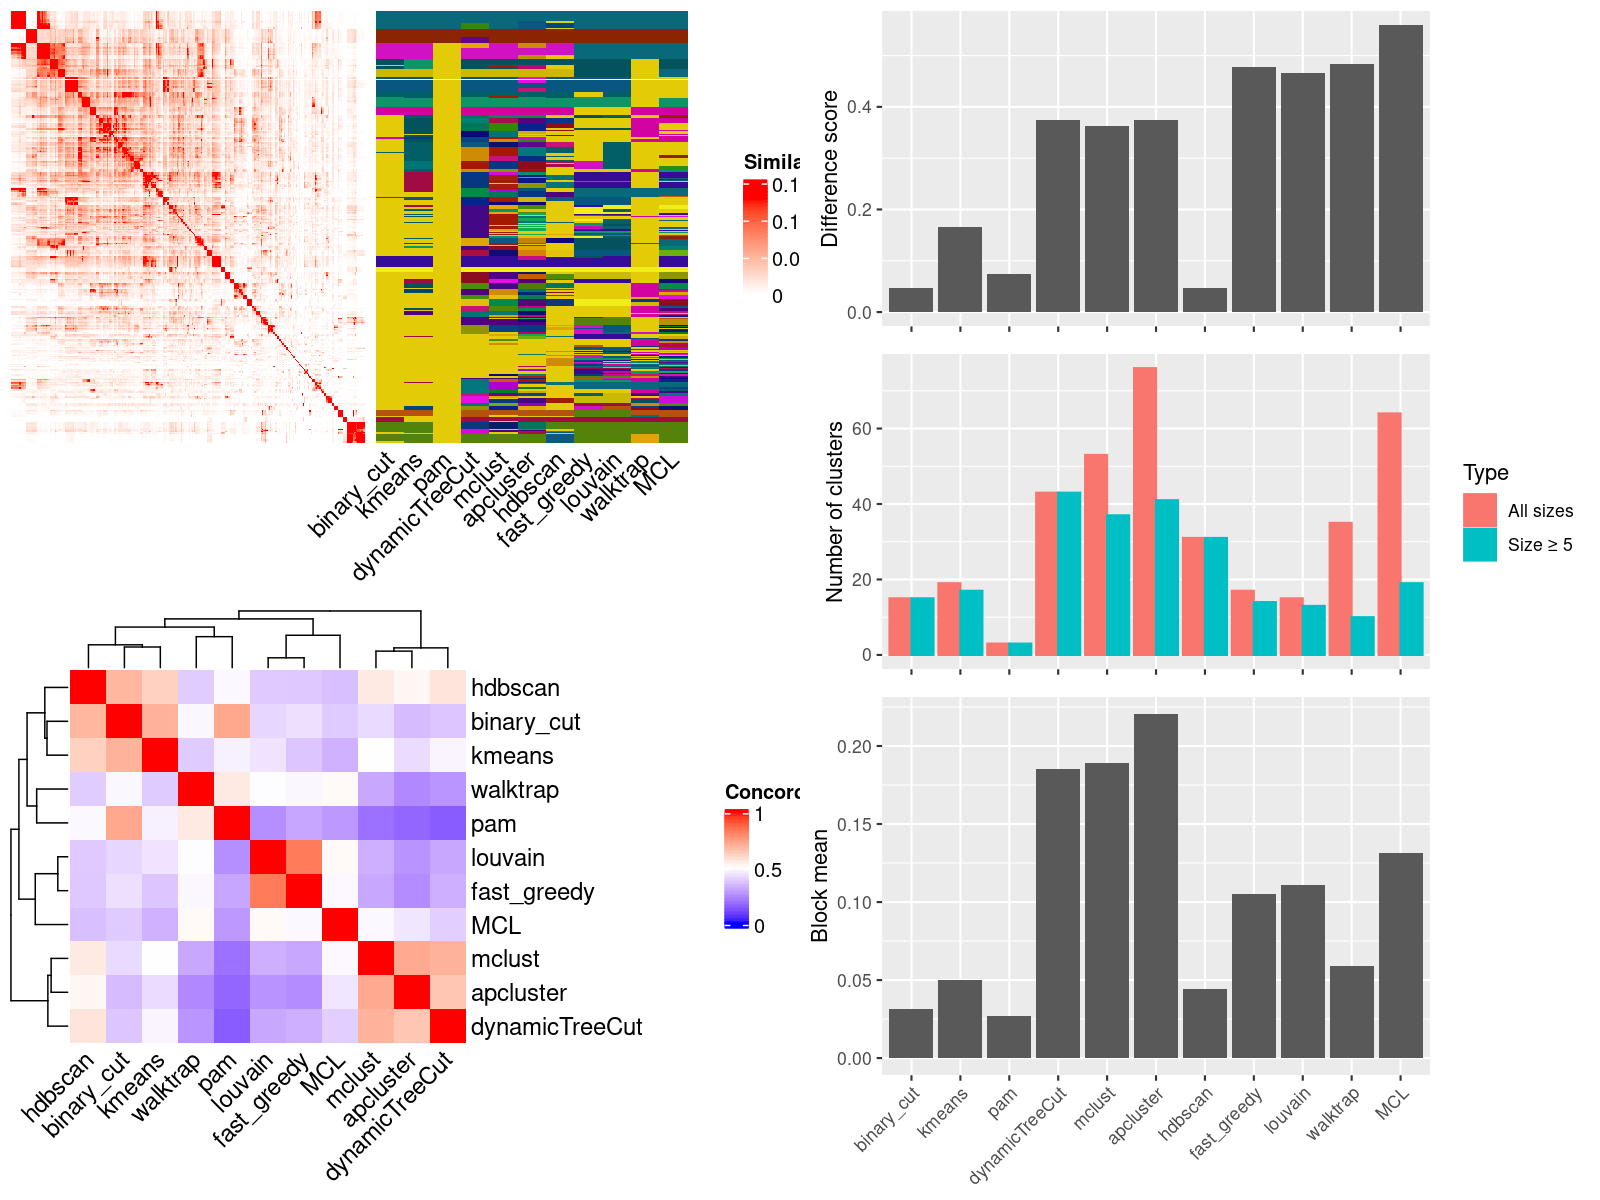 Simila
0.1
0.1
0.0
0
binary_cut
kmeans
pam
dynamicTreeCut
mclust
apcluster
hdbscan
fast_greedy
louvain
walktrap
MCL
hdbscan
binary_cut
kmeans
walktrap
pam
louvain
fast_greedy
MCL
mclust
apcluster
dynamicTreeCut
hdbscan
binary_cut
kmeans
walktrap
pam
louvain
fast_greedy
MCL
mclust
apcluster
dynamicTreeCut
Concord
1
0.5
0
Difference score
0.4
0.2
0.0
Number of clusters
60
40
20
0
Type
All sizes
Size ≥ 5
Block mean
0.20
0.15
0.10
0.05
0.00
binary_cut
kmeans
pam
dynamicTreeCut
mclust
apcluster
hdbscan
fast_greedy
louvain
walktrap
MCL